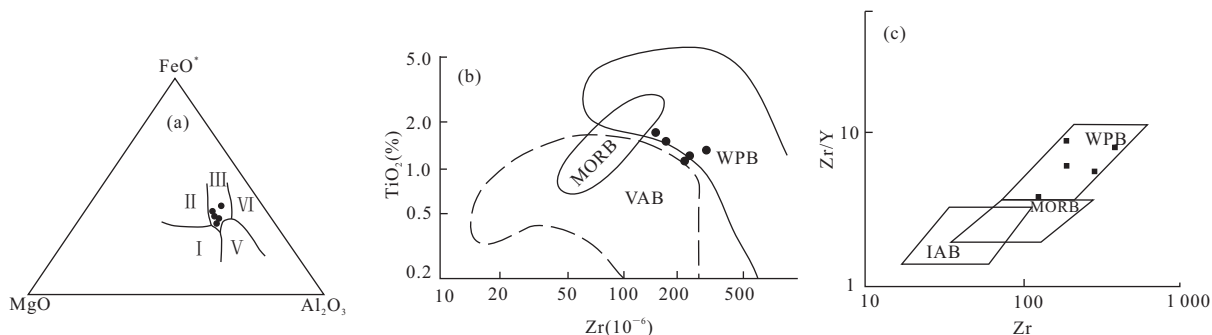 FeO*
(a)
III
II
VI
I
V
MgO
Al₂O₃
(b)
5.0
2.0
1.0
0.5
0.2
TiO₂(%)
MORB
VAB
WPB
10
20
50
100
200
500
Zr(10⁻⁶)
(c)
10
1
Zr/Y
WPB
MORB
IAB
10
100
1 000
Zr